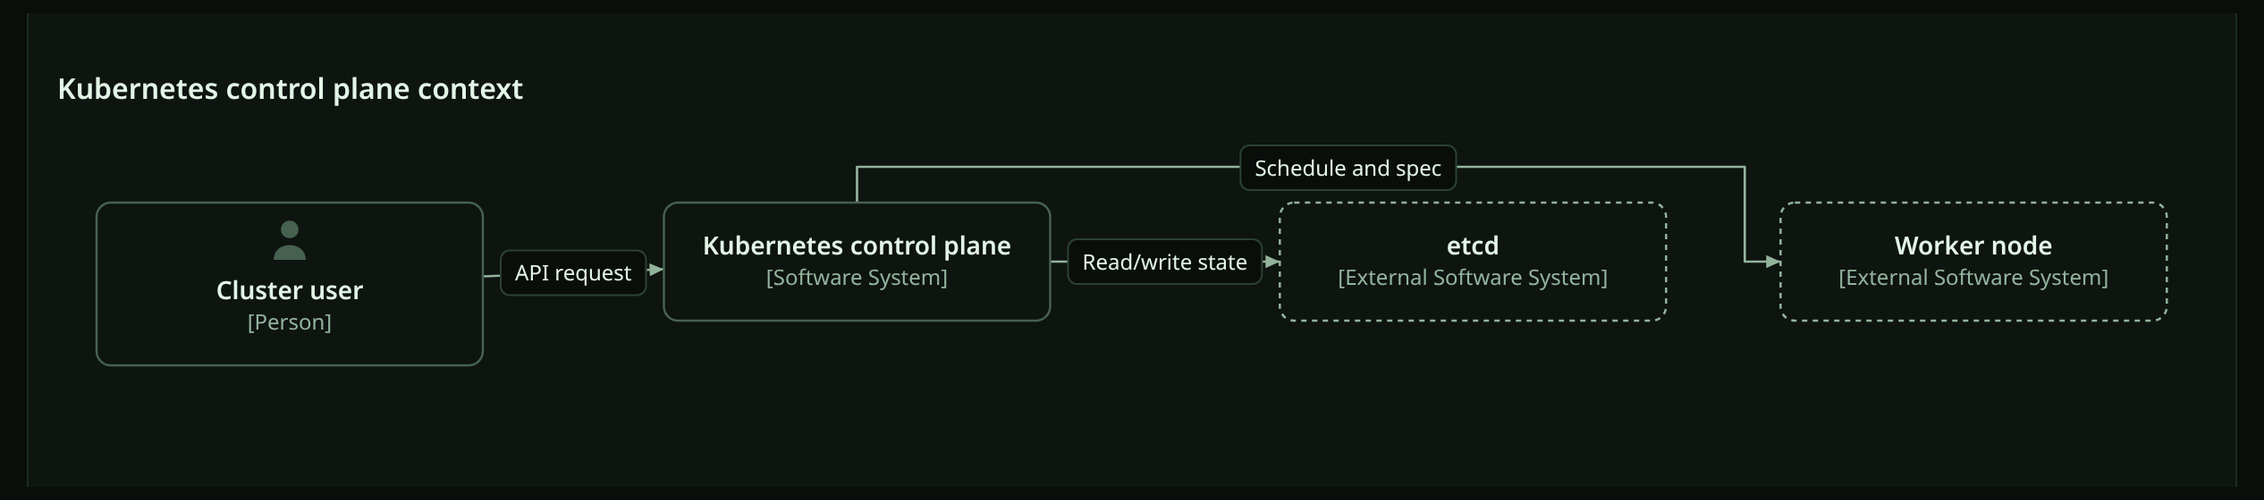 Kubernetes control plane context
Schedule and spec
Cluster user
[Person]
API request
Kubernetes control plane
[Software System]
Read/write state
etcd
[External Software System]
Worker node
[External Software System]